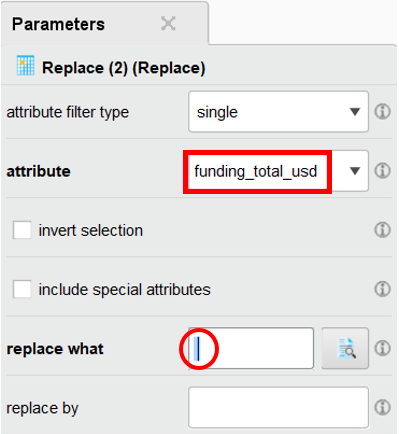 Parameters
Replace (2) (Replace)
attribute filter type single
attribute funding_total_usd
invert selection
include special attributes
replace what
replace by